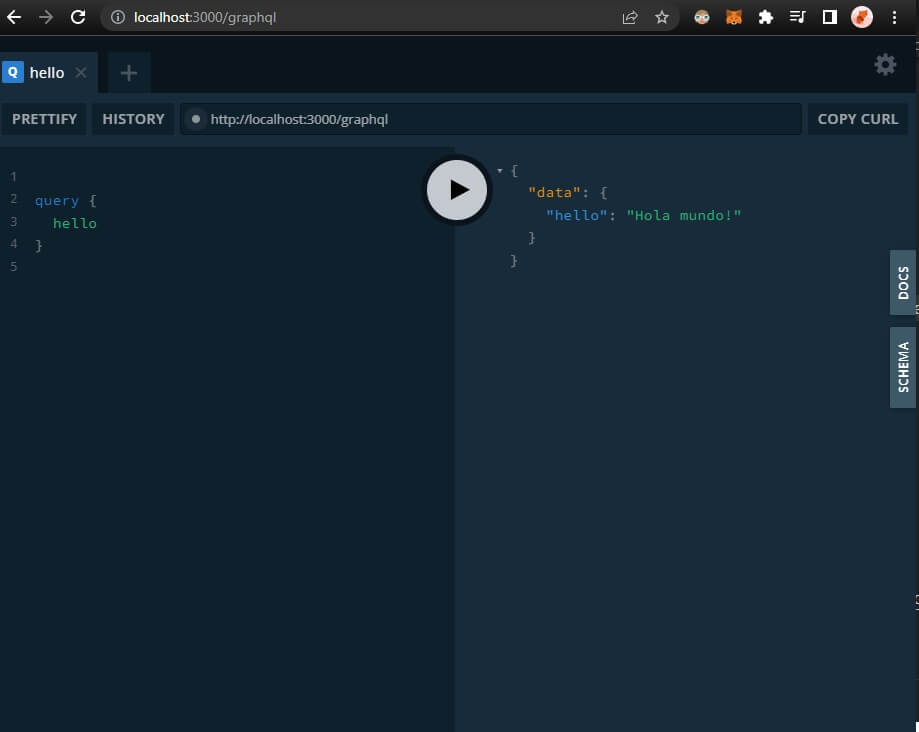 localhost:3000/graphql
Q hello
PRETTIFY HISTORY http://localhost:3000/graphql COPY CURL
1
2 query {
3 hello
4 }
5
{
"data": {
"hello": "Hola mundo!"
}
}
DOCS
SCHEMA